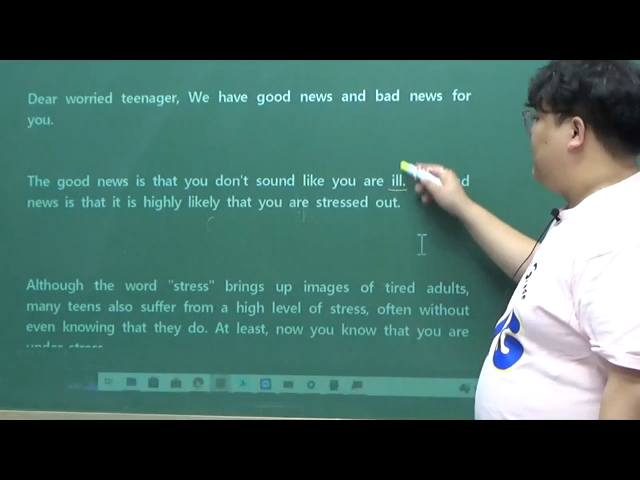 Dear worried teenager, We have good news and bad news for
you.
The good news is that you don't sound like you are ill.
news is that it is highly likely that you are stressed out.
Although the word "stress" brings up images of tired adults,
many teens also suffer from a high level of stress, often without
even knowing that they do. At least, now you know that you are
under stress